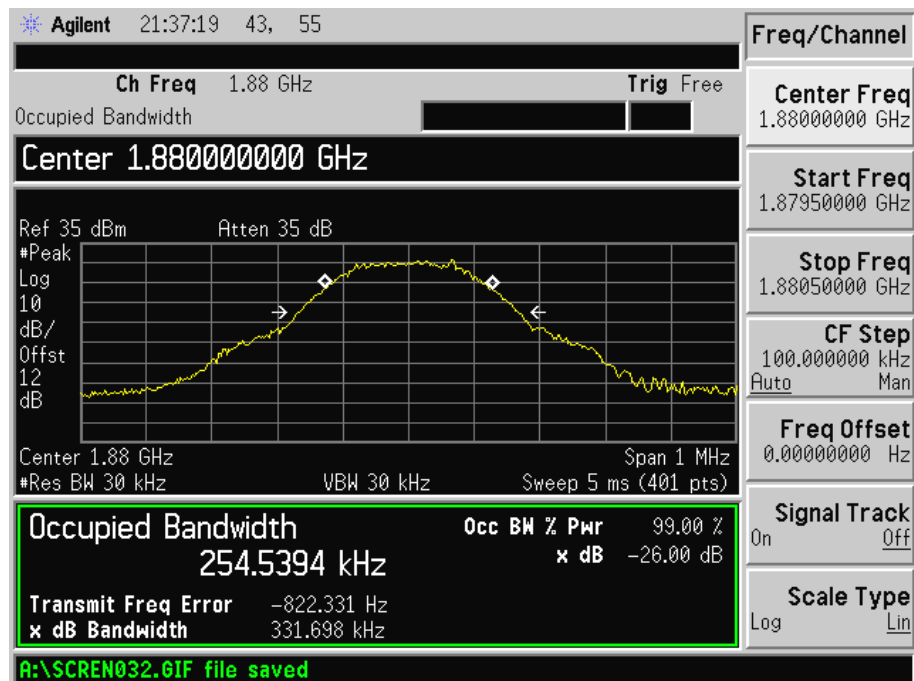 Agilent 21:37:19 43, 55
Freq/Channel
Ch Freq 1.88 GHz Trig Free
Occupied Bandwidth
Center 1.880000000 GHz
Ref 35 dBm Atten 35 dB
#Peak
Log
10
dB/
Offst
12
dB
Center 1.88 GHz Span 1 MHz
#Res BW 30 kHz VBW 30 kHz Sweep 5 ms (401 pts)
Occupied Bandwidth Occ BW % Pwr 99.00 %
254.5394 kHz x dB -26.00 dB
Transmit Freq Error -822.331 Hz
x dB Bandwidth 331.698 kHz
A:\SCREN032.GIF file saved
Center Freq
1.88000000 GHz
Start Freq
1.87950000 GHz
Stop Freq
1.88050000 GHz
CF Step
100.000000 kHz
Auto Man
Freq Offset
0.00000000 Hz
Signal Track
On Off
Scale Type
Log Lin